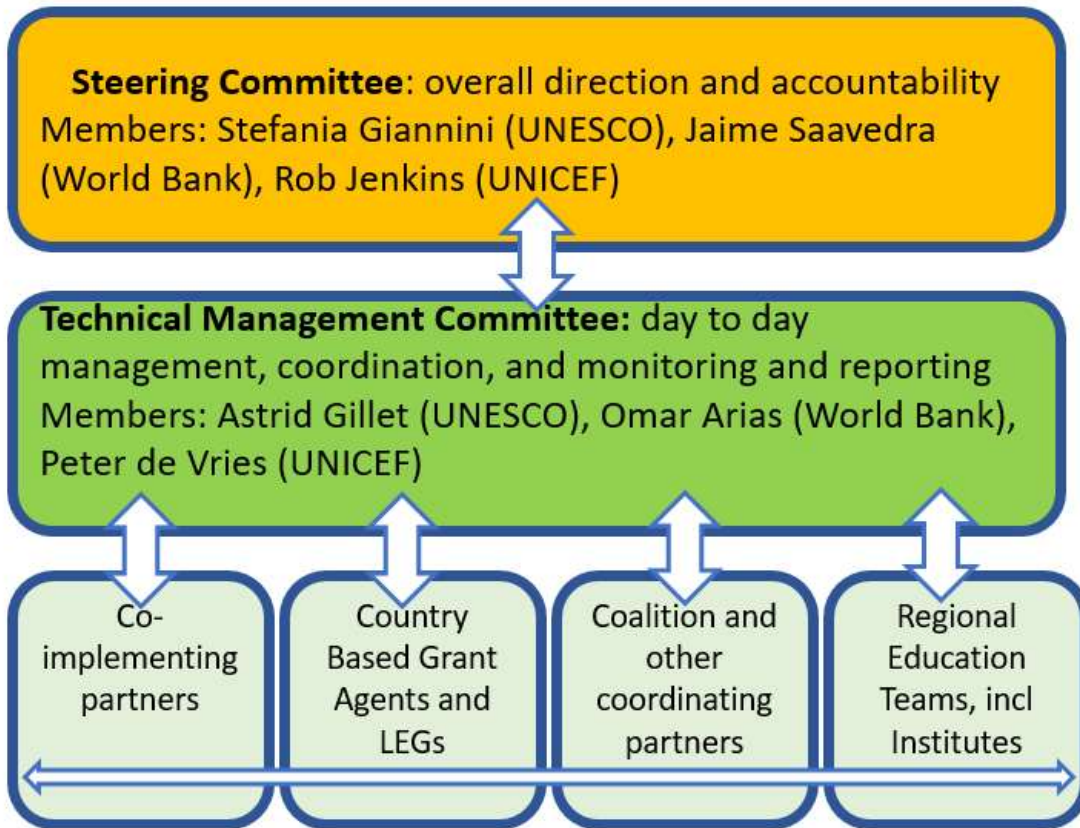 Steering Committee: overall direction and accountability
Members: Stefania Giannini (UNESCO), Jaime Saavedra
(World Bank), Rob Jenkins (UNICEF)
Technical Management Committee: day to day
management, coordination, and monitoring and reporting
Members: Astrid Gillet (UNESCO), Omar Arias (World Bank),
Peter de Vries (UNICEF)
Co-
implementing
partners
Country
Based Grant
Agents and
LEGs
Coalition and
other
coordinating
partners
Regional
Education
Teams, incl
Institutes